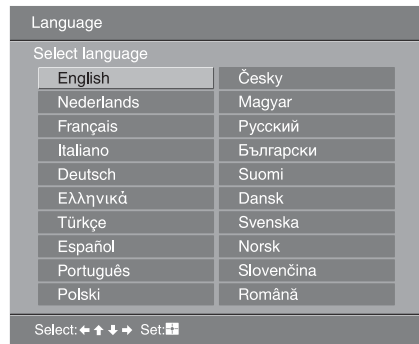 Language
Select language
English Česky
Nederlands Magyar
Français Русский
Italiano Български
Deutsch Suomi
Ελληνικά Dansk
Türkçe Svenska
Español Norsk
Português Slovenčina
Polski Română
Select: ←↑↓→ Set: